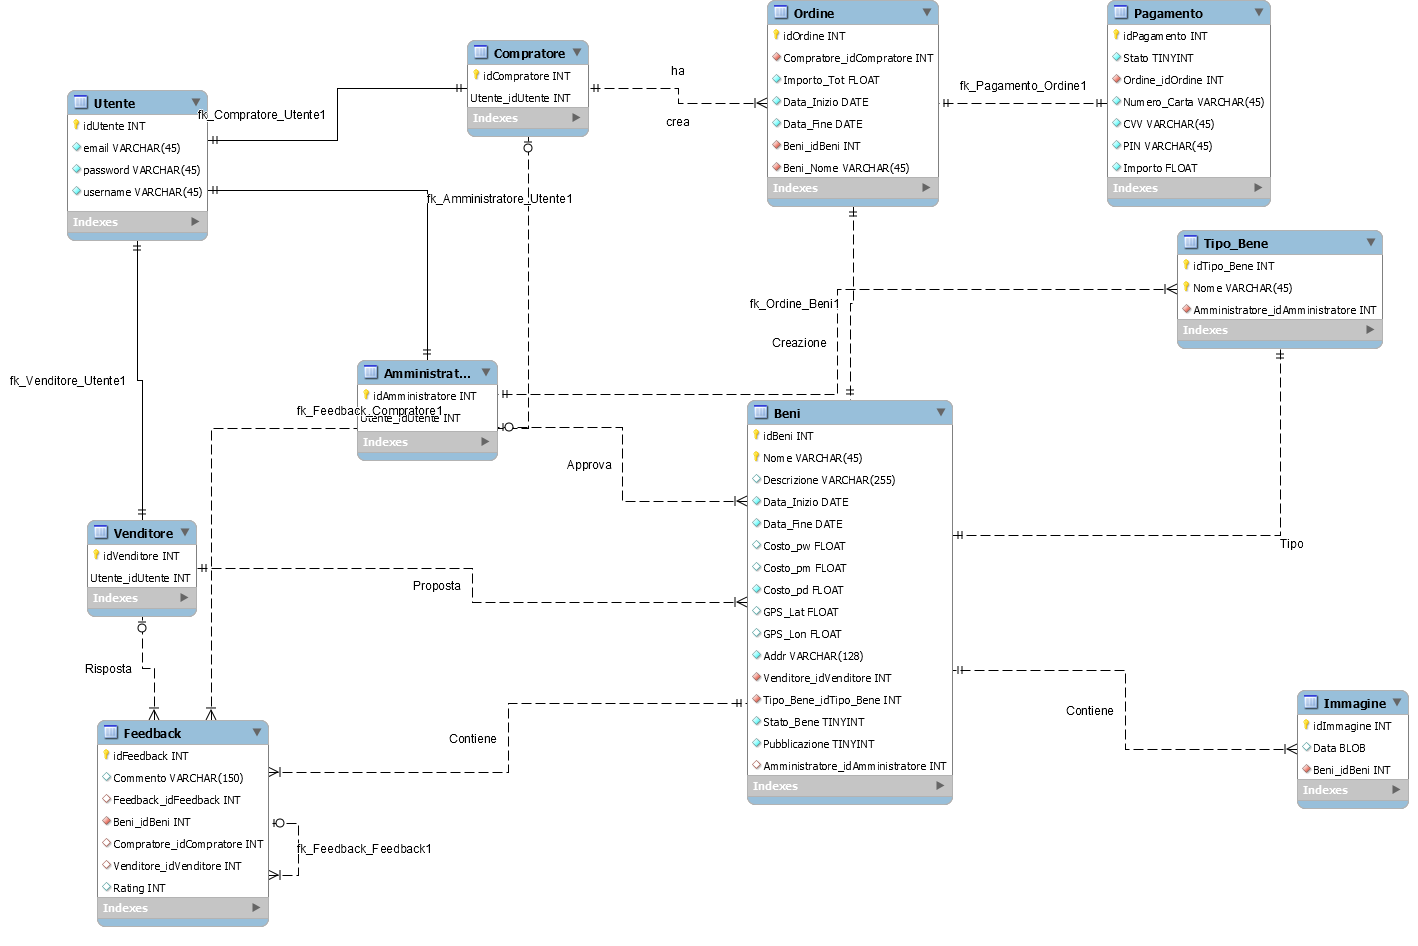 Ordine
idOrdine INT
Compratore_idCompratore INT
Importo_Tot FLOAT
Data_Inizio DATE
Data_Fine DATE
Beni_idBeni INT
Beni_Nome VARCHAR(45)
Indexes
Pagamento
idPagamento INT
Stato TINYINT
Ordine_idOrdine INT
Numero_Carta VARCHAR(45)
CVV VARCHAR(45)
PIN VARCHAR(45)
Importo FLOAT
Indexes
Compratore
idCompratore INT
Utente_idUtente INT
Indexes
ha
crea
fk_Pagamento_Ordine1
Utente
idUtente INT
email VARCHAR(45)
password VARCHAR(45)
username VARCHAR(45)
Indexes
fk_Compratore_Utente1
fk_Amministratore_Utente1
Tipo_Bene
idTipo_Bene INT
Nome VARCHAR(45)
Amministratore_idAmministratore INT
Indexes
fk_Ordine_Beni1
Creazione
fk_Venditore_Utente1
Amministrat...
idAmministratore INT
Utente_idUtente INT
Indexes
fk_Feedback_Compratore1
Approva
Beni
idBeni INT
Nome VARCHAR(45)
Descrizione VARCHAR(255)
Data_Inizio DATE
Data_Fine DATE
Costo_pw FLOAT
Costo_pm FLOAT
Costo_pd FLOAT
GPS_Lat FLOAT
GPS_Lon FLOAT
Addr VARCHAR(128)
Venditore_idVenditore INT
Tipo_Bene_idTipo_Bene INT
Stato_Bene TINYINT
Pubblicazione TINYINT
Amministratore_idAmministratore INT
Indexes
Tipo
Venditore
idVenditore INT
Utente_idUtente INT
Indexes
Proposta
Risposta
Contiene
Contiene
Immagine
idImmagine INT
Data BLOB
Beni_idBeni INT
Indexes
Feedback
idFeedback INT
Commento VARCHAR(150)
Feedback_idFeedback INT
Beni_idBeni INT
Compratore_idCompratore INT
Venditore_idVenditore INT
Rating INT
Indexes
fk_Feedback_Feedback1